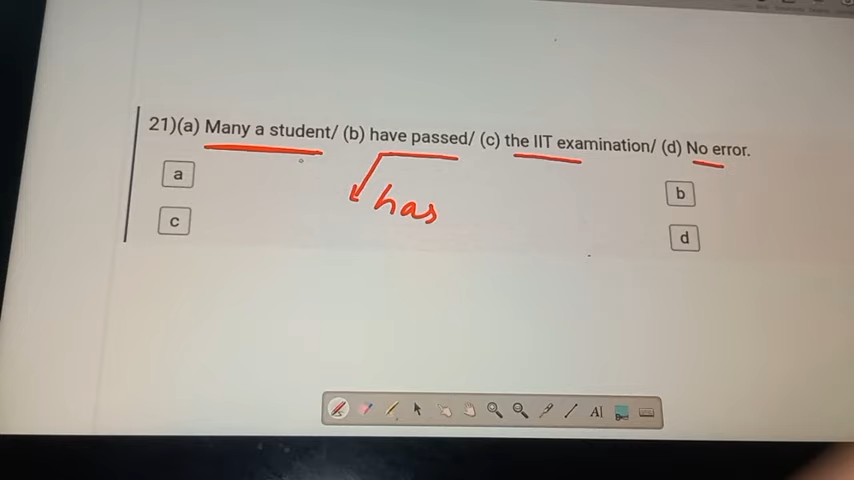 21)(a) Many a student/ (b) have passed/ (c) the IIT examination/ (d) No error.
has
a
b
c
d
A